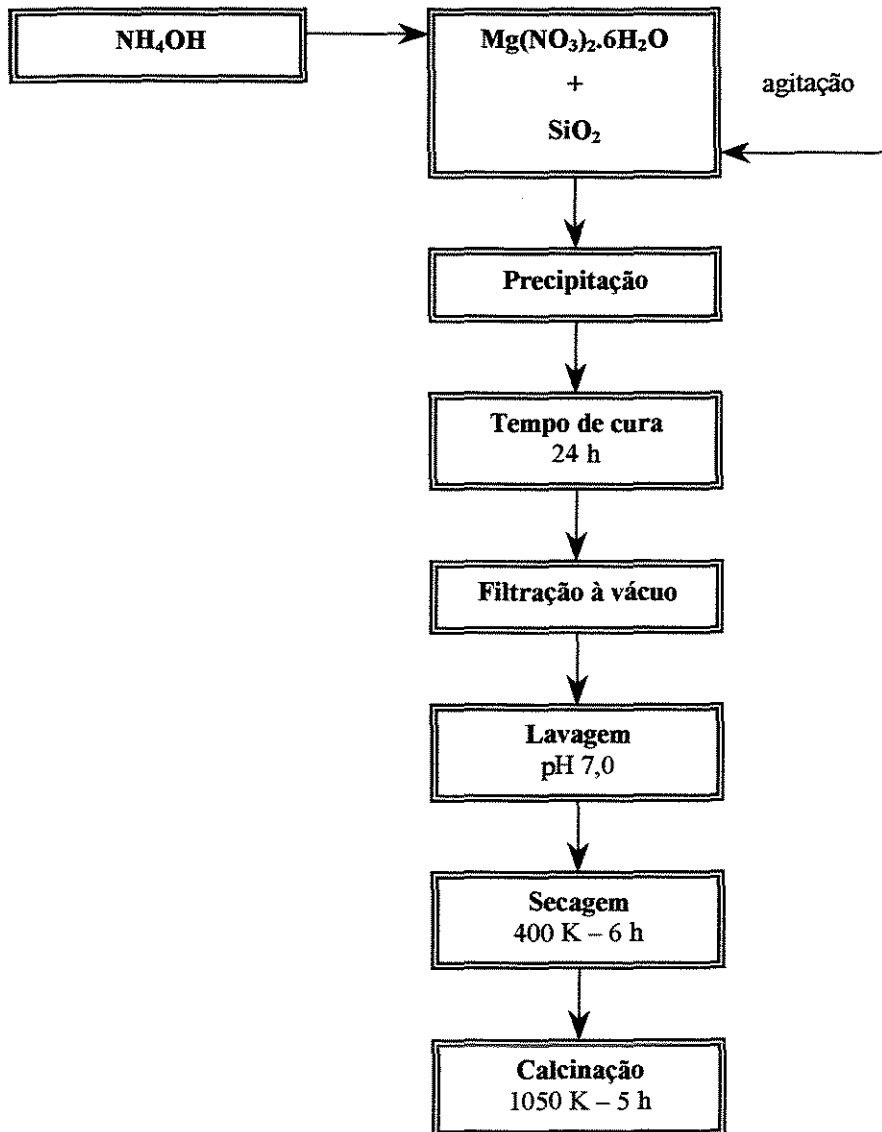 NH₄OH
Mg(NO₃)₂.6H₂O
+
SiO₂
agitação
Precipitação
Tempo de cura
24 h
Filtração à vácuo
Lavagem
pH 7,0
Secagem
400 K – 6 h
Calcinação
1050 K – 5 h